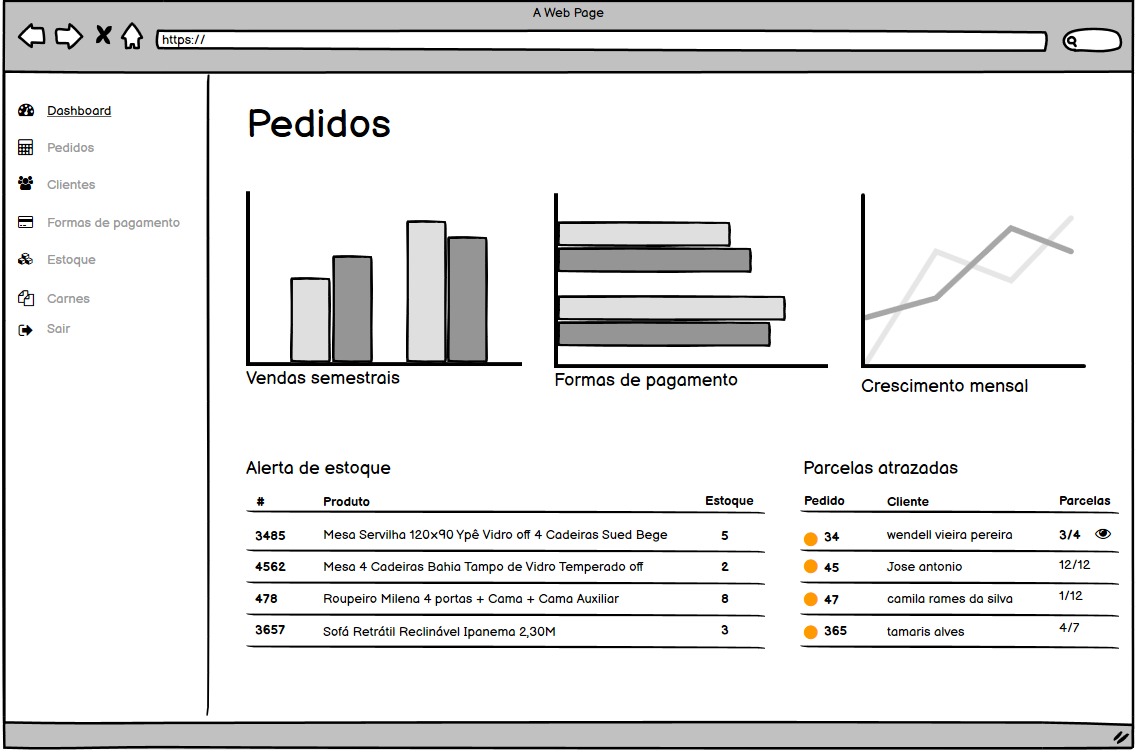 A Web Page
https://
Dashboard
Pedidos
Clientes
Formas de pagamento
Estoque
Carnes
Sair
Pedidos
Vendas semestrais
Formas de pagamento
Crescimento mensal
Alerta de estoque
# Produto Estoque
3485 Mesa Servilha 120x90 Ypê Vidro off 4 Cadeiras Sued Bege 5
4562 Mesa 4 Cadeiras Bahia Tampo de Vidro Temperado off 2
478 Roupeiro Milena 4 portas + Cama + Cama Auxiliar 8
3657 Sofá Retrátil Reclinável Ipanema 2,30M 3
Parcelas atrazadas
Pedido Cliente Parcelas
34 wendell vieira pereira 3/4
45 Jose antonio 12/12
47 camila rames da silva 1/12
365 tamaris alves 4/7